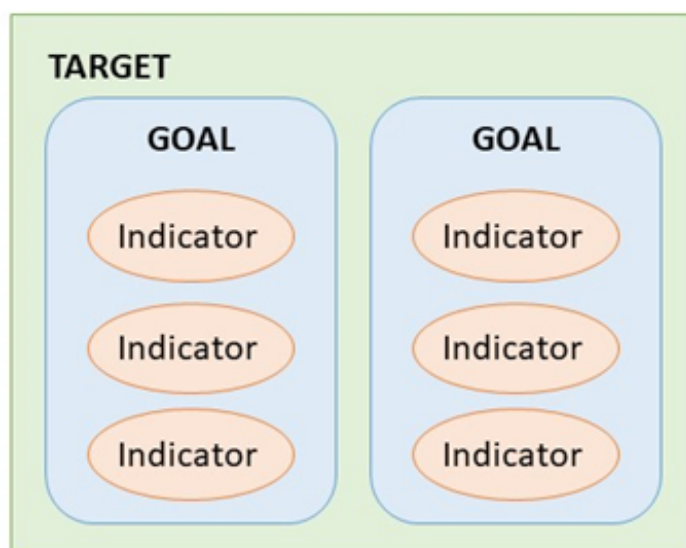 TARGET
GOAL
Indicator
Indicator
Indicator
GOAL
Indicator
Indicator
Indicator